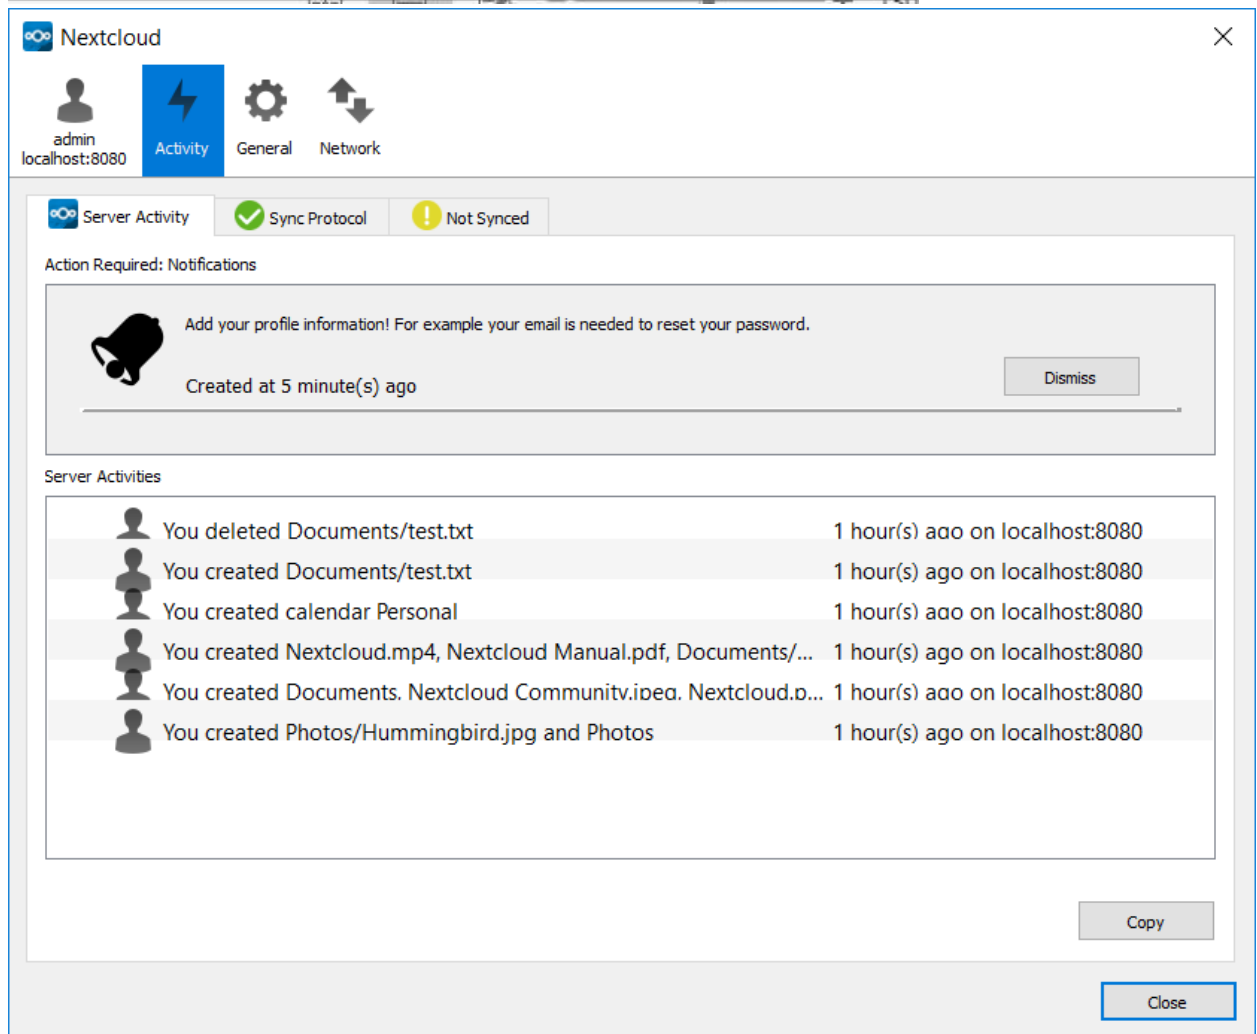 Nextcloud
admin
localhost:8080
Activity
General
Network
Server Activity
Sync Protocol
Not Synced
Action Required: Notifications
Add your profile information! For example your email is needed to reset your password.
Created at 5 minute(s) ago
Dismiss
Server Activities
You deleted Documents/test.txt 1 hour(s) ago on localhost:8080
You created Documents/test.txt 1 hour(s) ago on localhost:8080
You created calendar Personal 1 hour(s) ago on localhost:8080
You created Nextcloud.mp4, Nextcloud Manual.pdf, Documents/... 1 hour(s) ago on localhost:8080
You created Documents, Nextcloud Community.jpeg, Nextcloud.p... 1 hour(s) ago on localhost:8080
You created Photos/Hummingbird.jpg and Photos 1 hour(s) ago on localhost:8080
Copy
Close